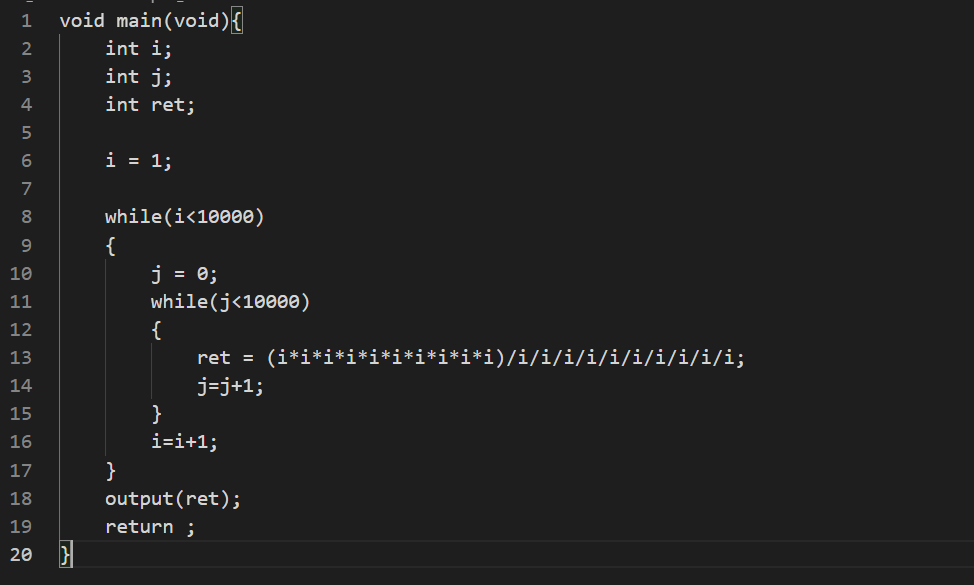 1 void main(void){
2 int i;
3 int j;
4 int ret;
5
6 i = 1;
7
8 while(i<10000)
9 {
10 j = 0;
11 while(j<10000)
12 {
13 ret = (i*i*i*i*i*i*i*i*i*i)/i/i/i/i/i/i/i/i/i/i;
14 j=j+1;
15 }
16 i=i+1;
17 }
18 output(ret);
19 return ;
20 }